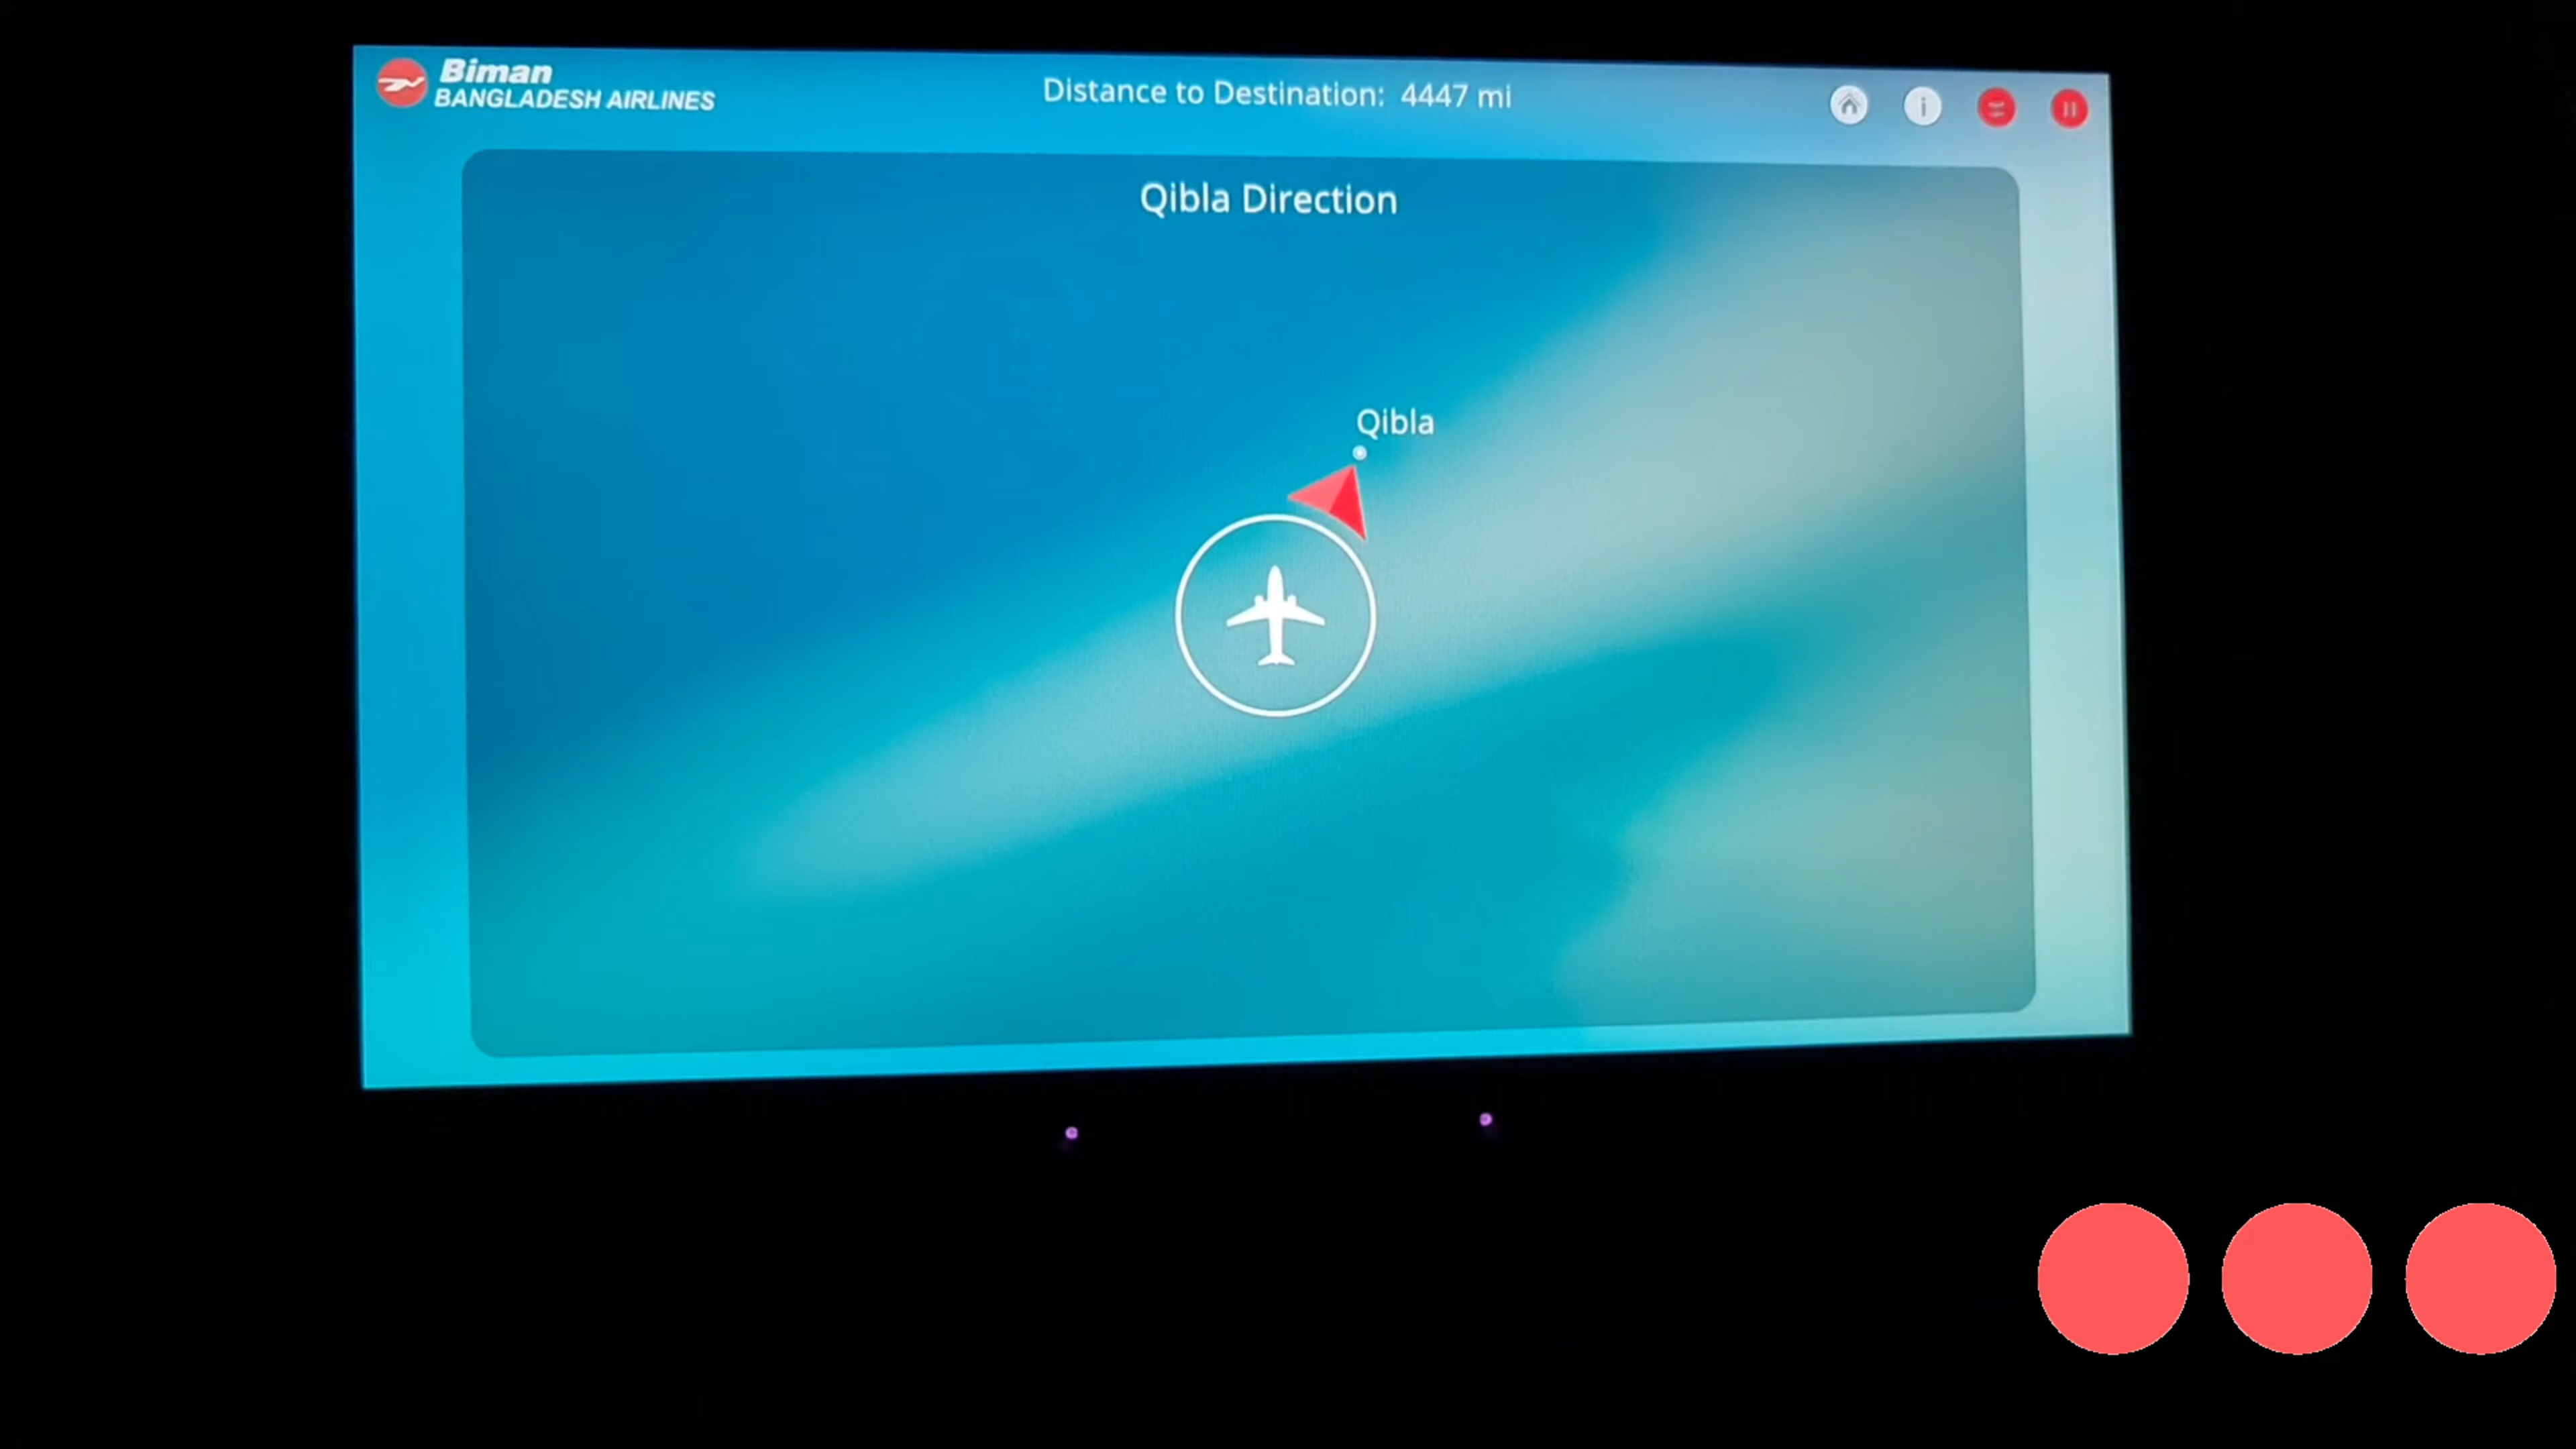 Biman
BANGLADESH AIRLINES
Distance to Destination: 4447 mi
i
Qibla Direction
Qibla